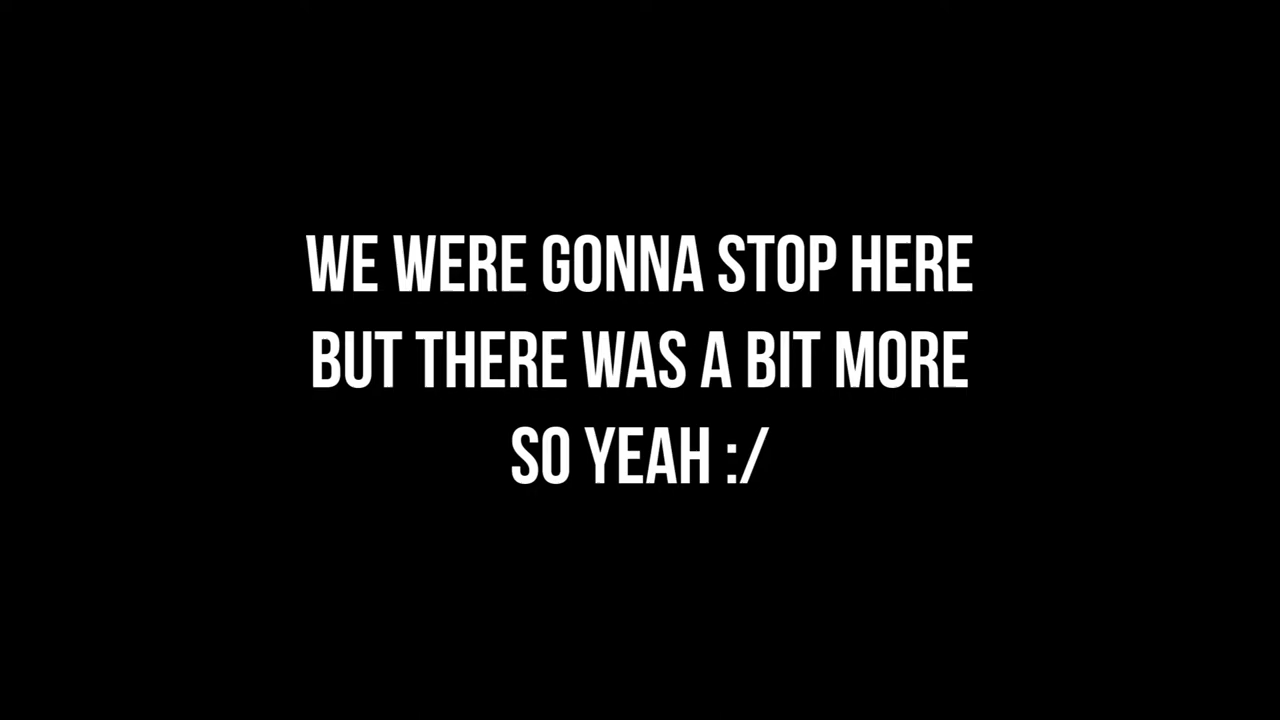 WE WERE GONNA STOP HERE
BUT THERE WAS A BIT MORE
SO YEAH :/